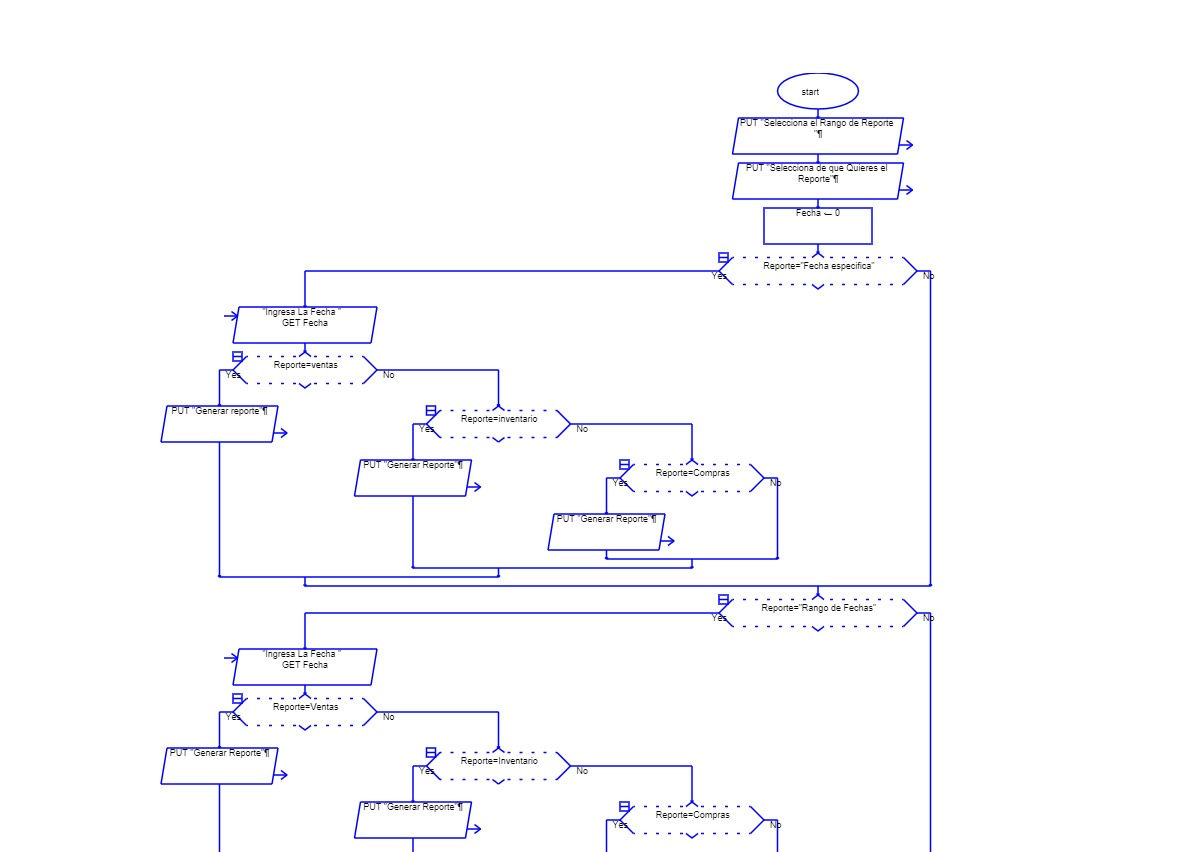 start
PUT "Selecciona el Rango de Reporte
"¶
PUT "Selecciona de que Quieres el
Reporte"¶
Fecha ← 0
Reporte="Fecha especifica"
Yes
No
"Ingresa La Fecha "
GET Fecha
Reporte=ventas
Yes
No
PUT "Generar reporte"¶
Reporte=inventario
Yes
No
PUT "Generar Reporte"¶
Reporte=Compras
Yes
No
PUT "Generar Reporte"¶
Reporte="Rango de Fechas"
Yes
No
"Ingresa La Fecha "
GET Fecha
Reporte=Ventas
Yes
No
PUT "Generar Reporte"¶
Reporte=Inventario
Yes
No
PUT "Generar Reporte"¶
Reporte=Compras
Yes
No